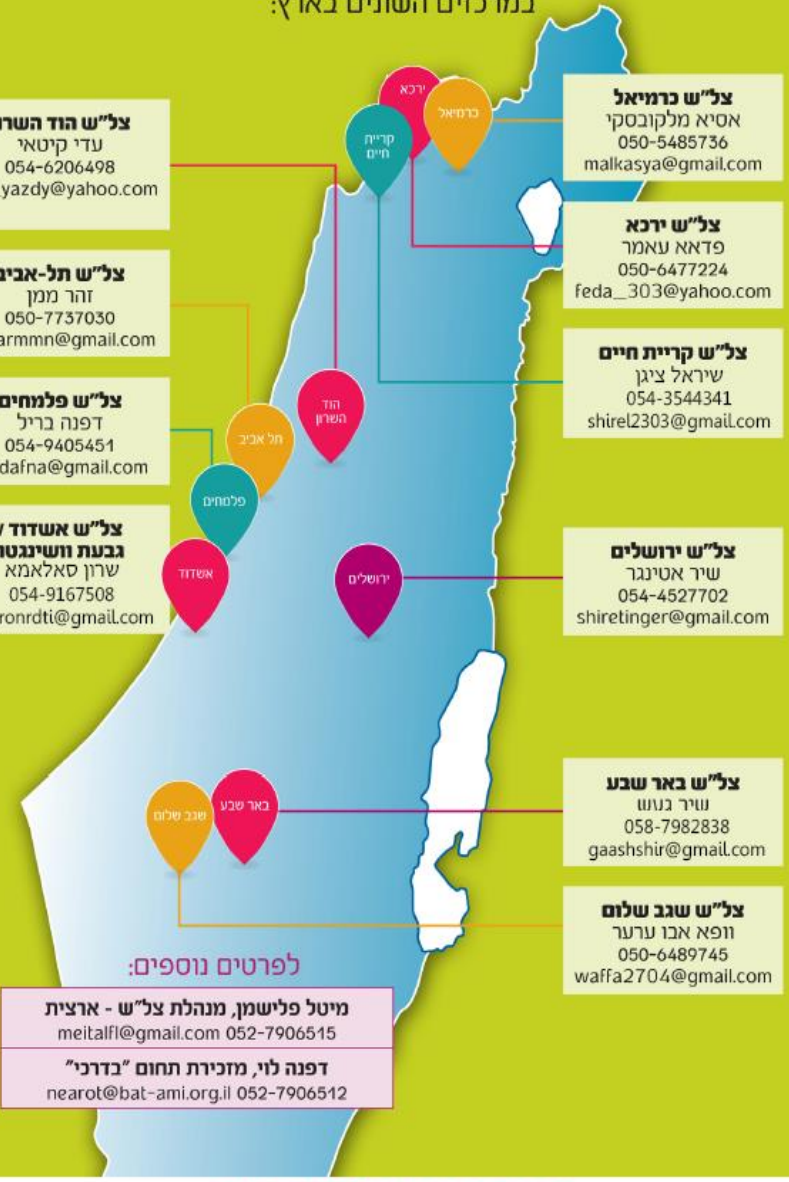 במרכזים השונים בארץ:
צל"ש כרמיאל
אסיא מלקובסקי
050-5485736
malkasya@gmail.com
צל"ש ירכא
פדאא עאמר
050-6477224
feda_303@yahoo.com
צל"ש קריית חיים
שיראל ציגן
054-3544341
shirel2303@gmail.com
צל"ש ירושלים
שיר אטינגר
054-4527702
shiretinger@gmail.com
צל"ש באר שבע
שיר געש
058-7982838
gaashshir@gmail.com
צל"ש שגב שלום
וופא אבו ערער
050-6489745
waffa2704@gmail.com
ירכא
כרמיאל
קריית
חיים
הוד
השרון
תל אביב
פלמחים
אשדוד
ירושלים
באר שבע
שגב שלום
צל"ש הוד
עדי קיטאי
054-6206498
yazdy@yahoo.com
צל"ש תל-אביב
זהר ממן
050-7737030
armmn@gmail.com
צל"ש פלמחים
דפנה בריל
054-9405451
dafna@gmail.com
צל"ש אשדוד
גבעת
שרון סאלאמא
054-9167508
ronrdti@gmail.com
לפרטים נוספים:
מיטל פלישמן, מנהלת צל"ש - ארצית
meitalfl@gmail.com 052-7906515
דפנה לוי, מזכירת תחום "בדרכי"
nearot@bat-ami.org.il 052-7906512